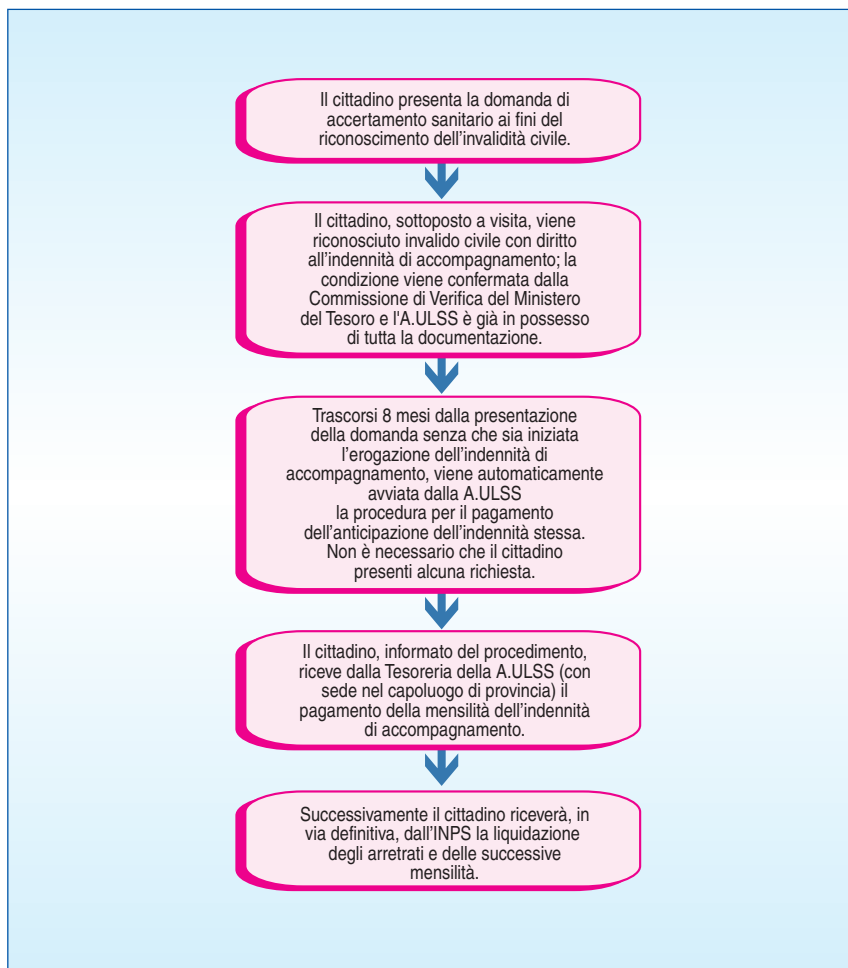 Il cittadino presenta la domanda di
accertamento sanitario ai fini del
riconoscimento dell’invalidità civile.
Il cittadino, sottoposto a visita, viene
riconosciuto invalido civile con diritto
all’indennità di accompagnamento; la
condizione viene confermata dalla
Commissione di Verifica del Ministero
del Tesoro e l'A.ULSS è già in possesso
di tutta la documentazione.
Trascorsi 8 mesi dalla presentazione
della domanda senza che sia iniziata
l’erogazione dell’indennità di
accompagnamento, viene automaticamente
avviata dalla A.ULSS
la procedura per il pagamento
dell’anticipazione dell’indennità stessa.
Non è necessario che il cittadino
presenti alcuna richiesta.
Il cittadino, informato del procedimento,
riceve dalla Tesoreria della A.ULSS (con
sede nel capoluogo di provincia) il
pagamento della mensilità dell’indennità
di accompagnamento.
Successivamente il cittadino riceverà, in
via definitiva, dall’INPS la liquidazione
degli arretrati e delle successive
mensilità.